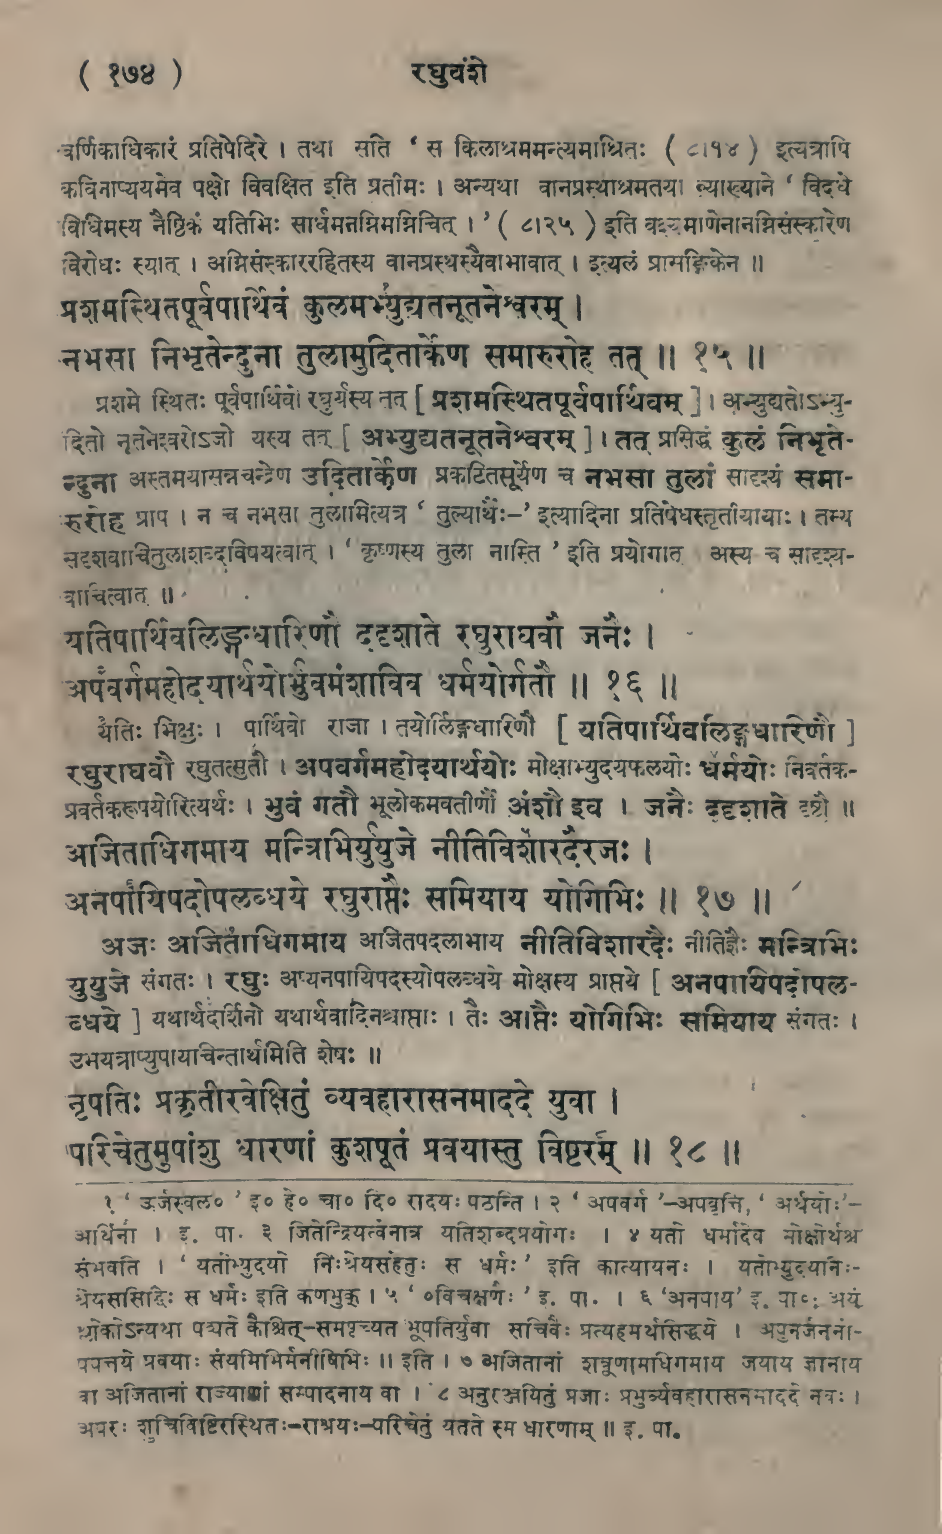 ( १७४ ) रघुवंशे
वर्णिकाधिकारं प्रतिपेदिरे । तथा सति ‘ स किलाश्रममन्त्यमाश्रितः ( ८।१४ ) इत्यत्रापि
कविनाप्ययमेव पक्षो विवक्षित इति प्रतीमः । अन्यथा वानप्रस्थाश्रमतया व्याख्याने ‘ विदधे
विधिमस्य नैष्ठिकं यतिभिः सार्धमनग्निमग्निचित् ।’ ( ८।२५ ) इति वक्ष्यमाणेनानग्निसंस्कारेण
विरोधः स्यात् । अग्निसंस्काररहितस्य वानप्रस्थस्यैवाभावात् । इत्यलं प्रासङ्गिकेन ॥
प्रशमस्थितपूर्वपार्थिवं कुलमभ्युद्यतनूतनेश्वरम् ।
नभसा निभृतेन्दुना तुलामुदितार्केण समारुरोह तत् ॥ १५ ॥
प्रशमे स्थितः पूर्वपार्थिवो रघुर्यस्य तत् [ प्रशमस्थितपूर्वपार्थिवम् ] । अभ्युद्यतोऽभ्यु-
दितो नूतनेश्वरोऽजो यस्य तत् [ अभ्युद्यतनूतनेश्वरम् ] । तत् प्रसिद्धं कुलं निभृते-
न्दुना अस्तमयासन्नचन्द्रेण उदितार्केण प्रकटितसूर्येण च नभसा तुलां सादृश्यं समा-
रुरोह प्राप । न च नभसा तुलामित्यत्र ‘ तुल्यार्थैः–’ इत्यादिना प्रतिषेधस्तृतीयायाः । तस्य
सदृशवाचितुलाशब्दविषयत्वात् । ‘ कृष्णस्य तुला नास्ति ’ इति प्रयोगात् अस्य च सादृश्य-
वाचित्वात् ॥
यतिपार्थिवलिङ्गधारिणौ ददृशाते रघुराघवौ जनैः ।
अपवर्गमहोदयार्थयोर्भुवमंशाविव धर्मयोर्गतौ ॥ १६ ॥
यतिः भिक्षुः । पार्थिवो राजा । तयोर्लिङ्गधारिणौ [ यतिपार्थिवलिङ्गधारिणौ ]
रघुराघवौ रघुतत्सुतौ । अपवर्गमहोदयार्थयोः मोक्षाभ्युदयफलयोः धर्मयोः निवर्तक-
प्रवर्तकरूपयोरित्यर्थः । भुवं गतौ भूलोकमवतीर्णौ अंशौ इव । जनैः ददृशाते दृष्टौ ॥
अजिताधिगमाय मन्त्रिभिर्युयुजे नीतिविशारदैरजः ।
अनपायिपदोपलब्धये रघुराप्तैः समियाय योगिभिः ॥ १७ ॥
अजः अजिताधिगमाय अजितपदलाभाय नीतिविशारदैः नीतिज्ञैः मन्त्रिभिः
युयुजे संगतः । रघुः अप्यनपायिपदस्योपलब्धये मोक्षस्य प्राप्तये [ अनपायिपदोपल-
ब्धये ] यथार्थदर्शिनो यथार्थवादिनश्चाप्ताः । तैः आप्तैः योगिभिः समियाय संगतः ।
उभयत्राप्युपायचिन्तार्थमिति शेषः ॥
नृपतिः प्रकृतीरवेक्षितुं व्यवहारासनमाददे युवा ।
परिचेतुमुपांशु धारणां कुशपूतं प्रवयास्तु विष्टरम् ॥ १८ ॥
१ ‘ ऊर्जस्वल० ’ इ० हे० चा० दि० रादयः पठन्ति । २ ‘ अपवर्ग ’–अपवृत्ति, ‘ अर्थयोः’–
आर्थिनौ । इ. पा. ३ जितेन्द्रियत्वेनात्र यतिशब्दप्रयोगः । ४ यतो धर्मादेव मोक्षोर्थश्च
संभवति । ‘ यतोभ्युदयो निःश्रेयसहेतुः स धर्मः ’ इति कात्यायनः । यतोभ्युदयनिः-
श्रेयससिद्धिः स धर्मः इति कणभुक् । ५ ‘ ०विचक्षणैः ’ इ. पा. । ६ ‘अनपाय’ इ. पा०; अयं
श्लोकोऽन्यथा पठ्यते कैश्चित्–समपृच्यत भूपतिर्युवा सचिवैः प्रत्यहमर्थसिद्धये । अपुनर्जननो-
पपत्तये प्रवयाः संयमिभिर्मनीषिभिः ॥ इति । ७ अजितानां शत्रूणामधिगमाय जयाय ज्ञानाय
वा अजितानां राज्यानां सम्पादनाय वा । ८ अनुरञ्जयितुं प्रजाः प्रभुर्व्यवहारासनमाददे नवः ।
अपरः शुचिविष्टिरस्थितः–राश्रयः–परिचेतुं यतते स्म धारणाम् ॥ इ. पा.